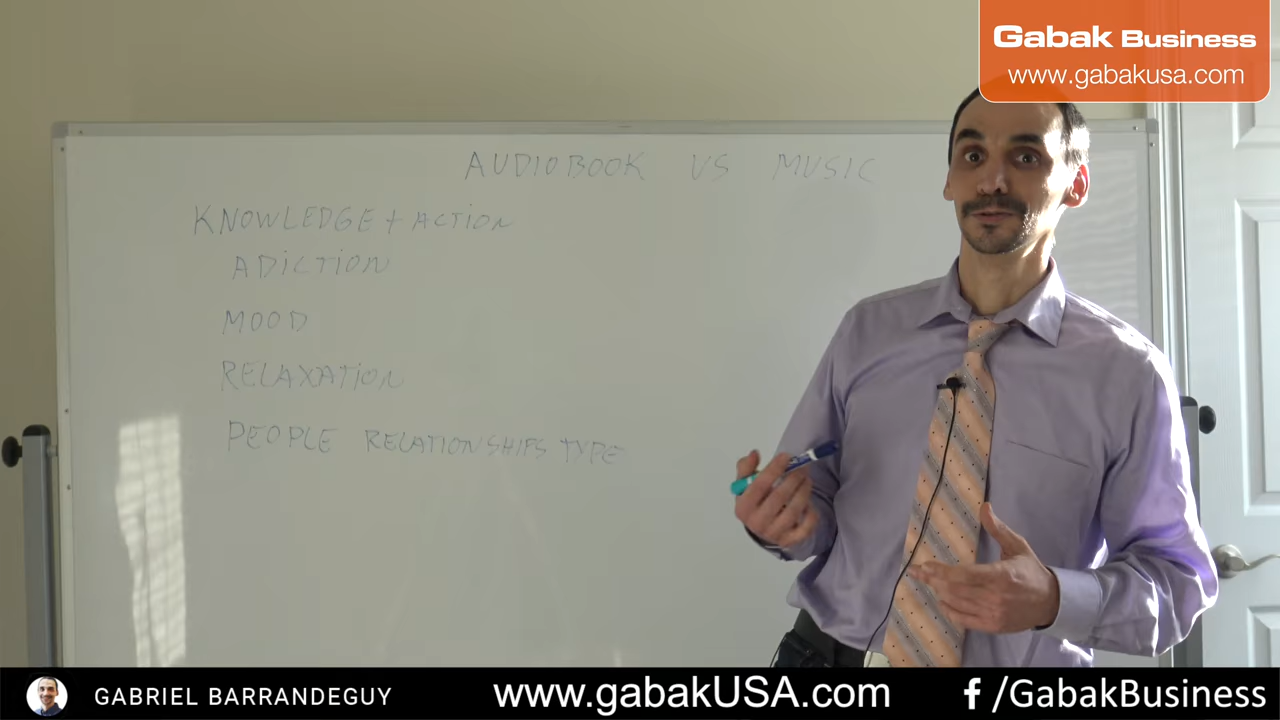 Gabak Business
www.gabakusa.com
AUDIOBOOK VS MUSIC
KNOWLEDGE + ACTION
ADICTION
MOOD
RELAXATION
PEOPLE RELATIONSHIPS TYPE
GABRIEL BARRANDEGUY
www.gabakUSA.com
f /GabakBusiness